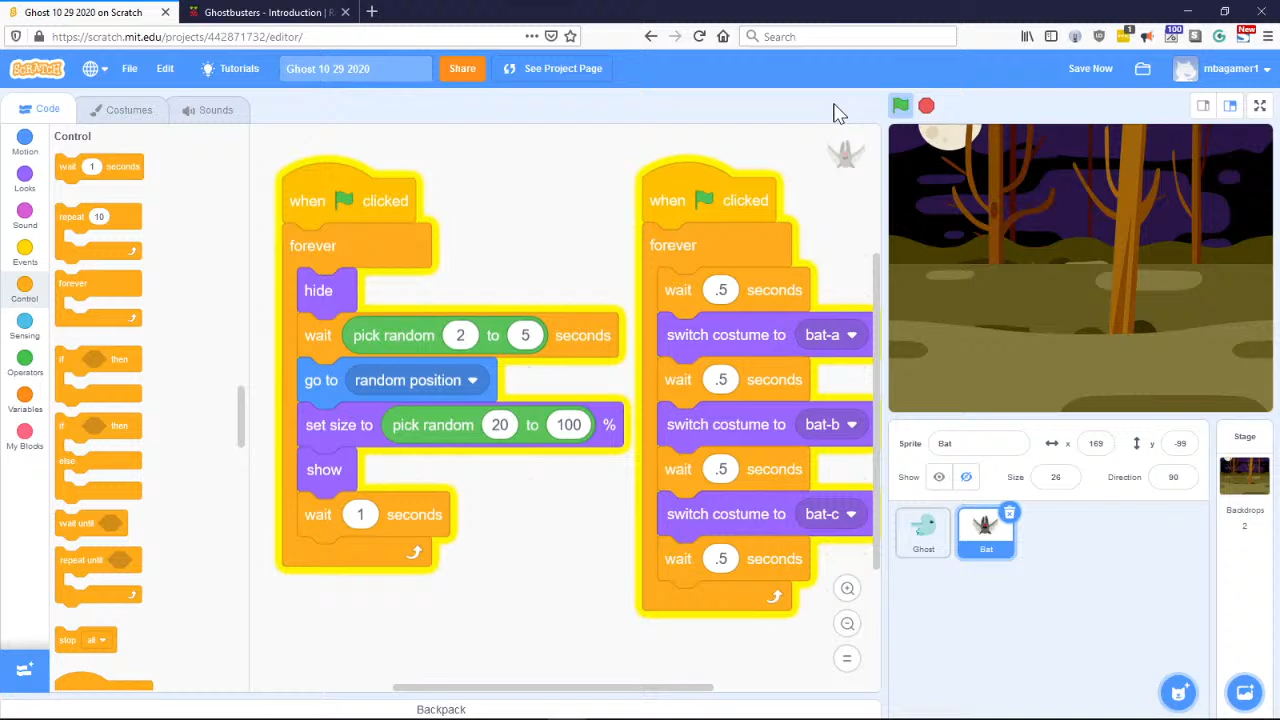 Ghost 10 29 2020 on Scratch
Ghostbusters - Introduction | R
https://scratch.mit.edu/projects/442871732/editor/
Search
1
100
New
SCRATCH
File
Edit
Tutorials
Ghost 10 29 2020
Share
See Project Page
Save Now
mbagamer1
Code
Costumes
Sounds
Motion
Looks
Sound
Events
Control
Sensing
Operators
Variables
My Blocks
Control
wait 1 seconds
repeat 10
forever
if then
if then
else
wait until
repeat until
stop all
when clicked
forever
hide
wait pick random 2 to 5 seconds
go to random position
set size to pick random 20 to 100 %
show
wait 1 seconds
when clicked
forever
wait .5 seconds
switch costume to bat-a
wait .5 seconds
switch costume to bat-b
wait .5 seconds
switch costume to bat-c
wait .5 seconds
Sprite Bat x 169 y -99
Show Size 26 Direction 90
Ghost
Bat
Stage
Backdrops
2
Backpack